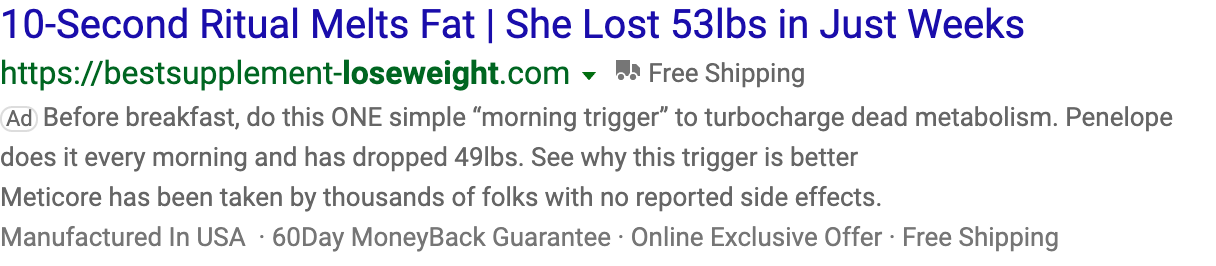 10-Second Ritual Melts Fat | She Lost 53lbs in Just Weeks
https://bestsupplement-loseweight.com Free Shipping
Ad Before breakfast, do this ONE simple “morning trigger” to turbocharge dead metabolism. Penelope
does it every morning and has dropped 49lbs. See why this trigger is better
Meticore has been taken by thousands of folks with no reported side effects.
Manufactured In USA · 60Day MoneyBack Guarantee · Online Exclusive Offer · Free Shipping